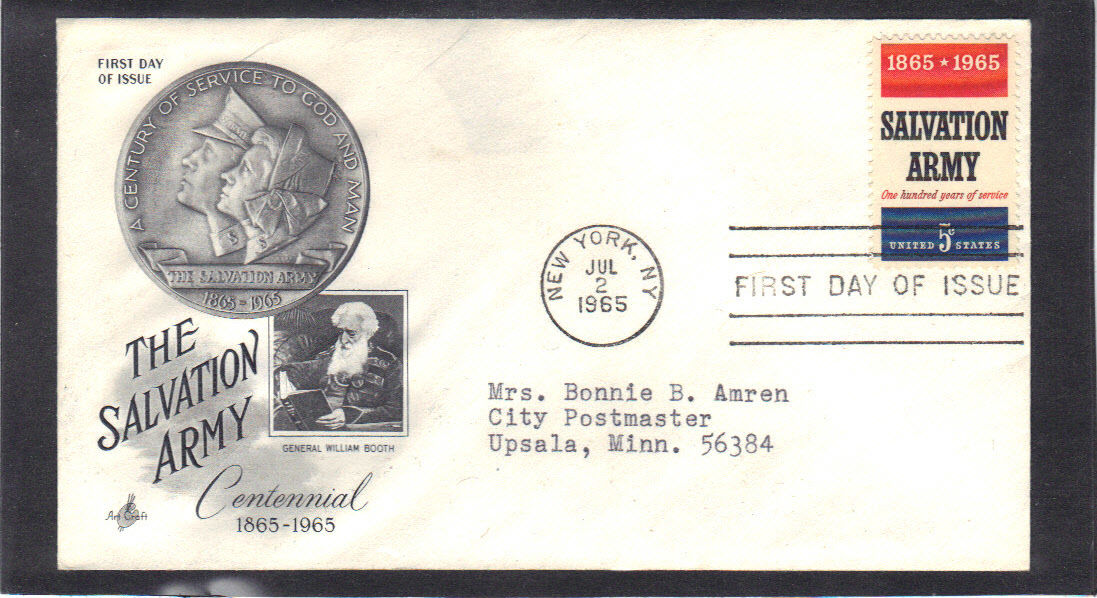 FIRST DAY
OF ISSUE
A CENTURY OF SERVICE TO GOD AND MAN
THE SALVATION ARMY
1865-1965
THE
SALVATION
ARMY
GENERAL WILLIAM BOOTH
Centennial
1865-1965
Art Craft
1865 ★ 1965
SALVATION
ARMY
One hundred years of service
UNITED 5c STATES
NEW YORK, NY
JUL
2
1965
FIRST DAY OF ISSUE
Mrs. Bonnie B. Amren
City Postmaster
Upsala, Minn. 56384